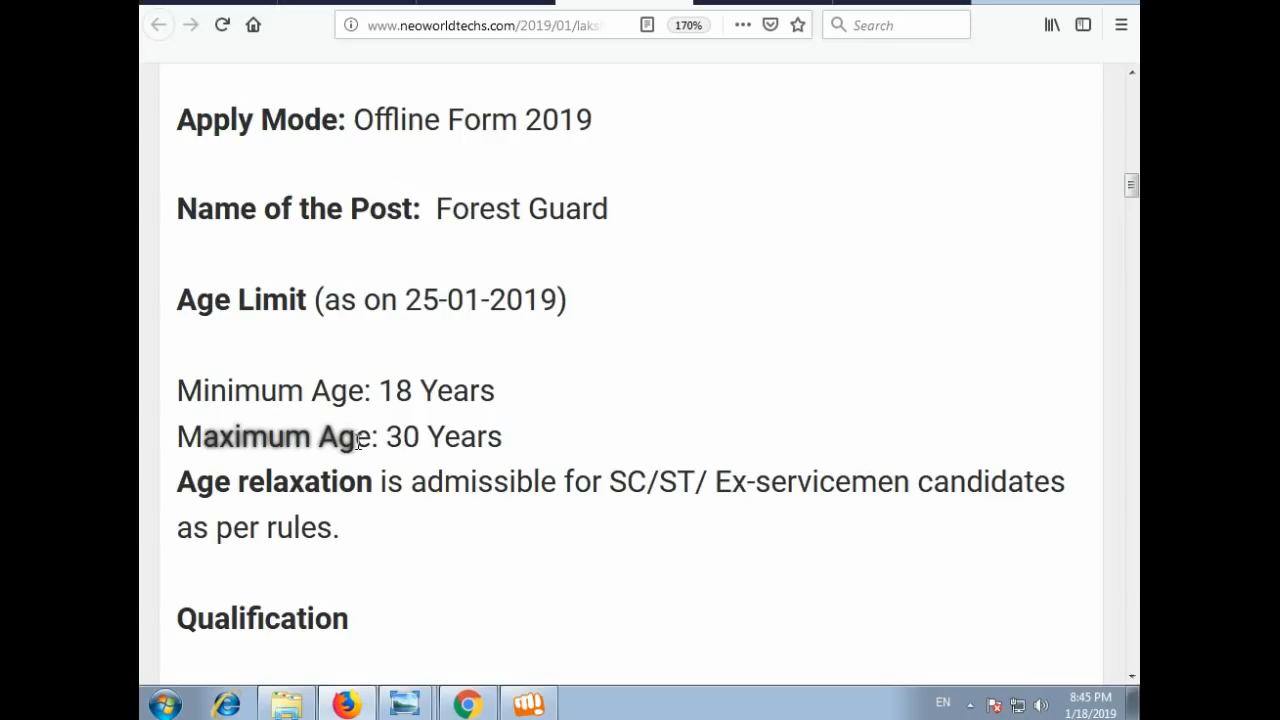 www.neoworldtechs.com/2019/01/laks
170%
Search
Apply Mode: Offline Form 2019
Name of the Post: Forest Guard
Age Limit (as on 25-01-2019)
Minimum Age: 18 Years
Maximum Age: 30 Years
Age relaxation is admissible for SC/ST/ Ex-servicemen candidates
as per rules.
Qualification
EN
8:45 PM
1/18/2019